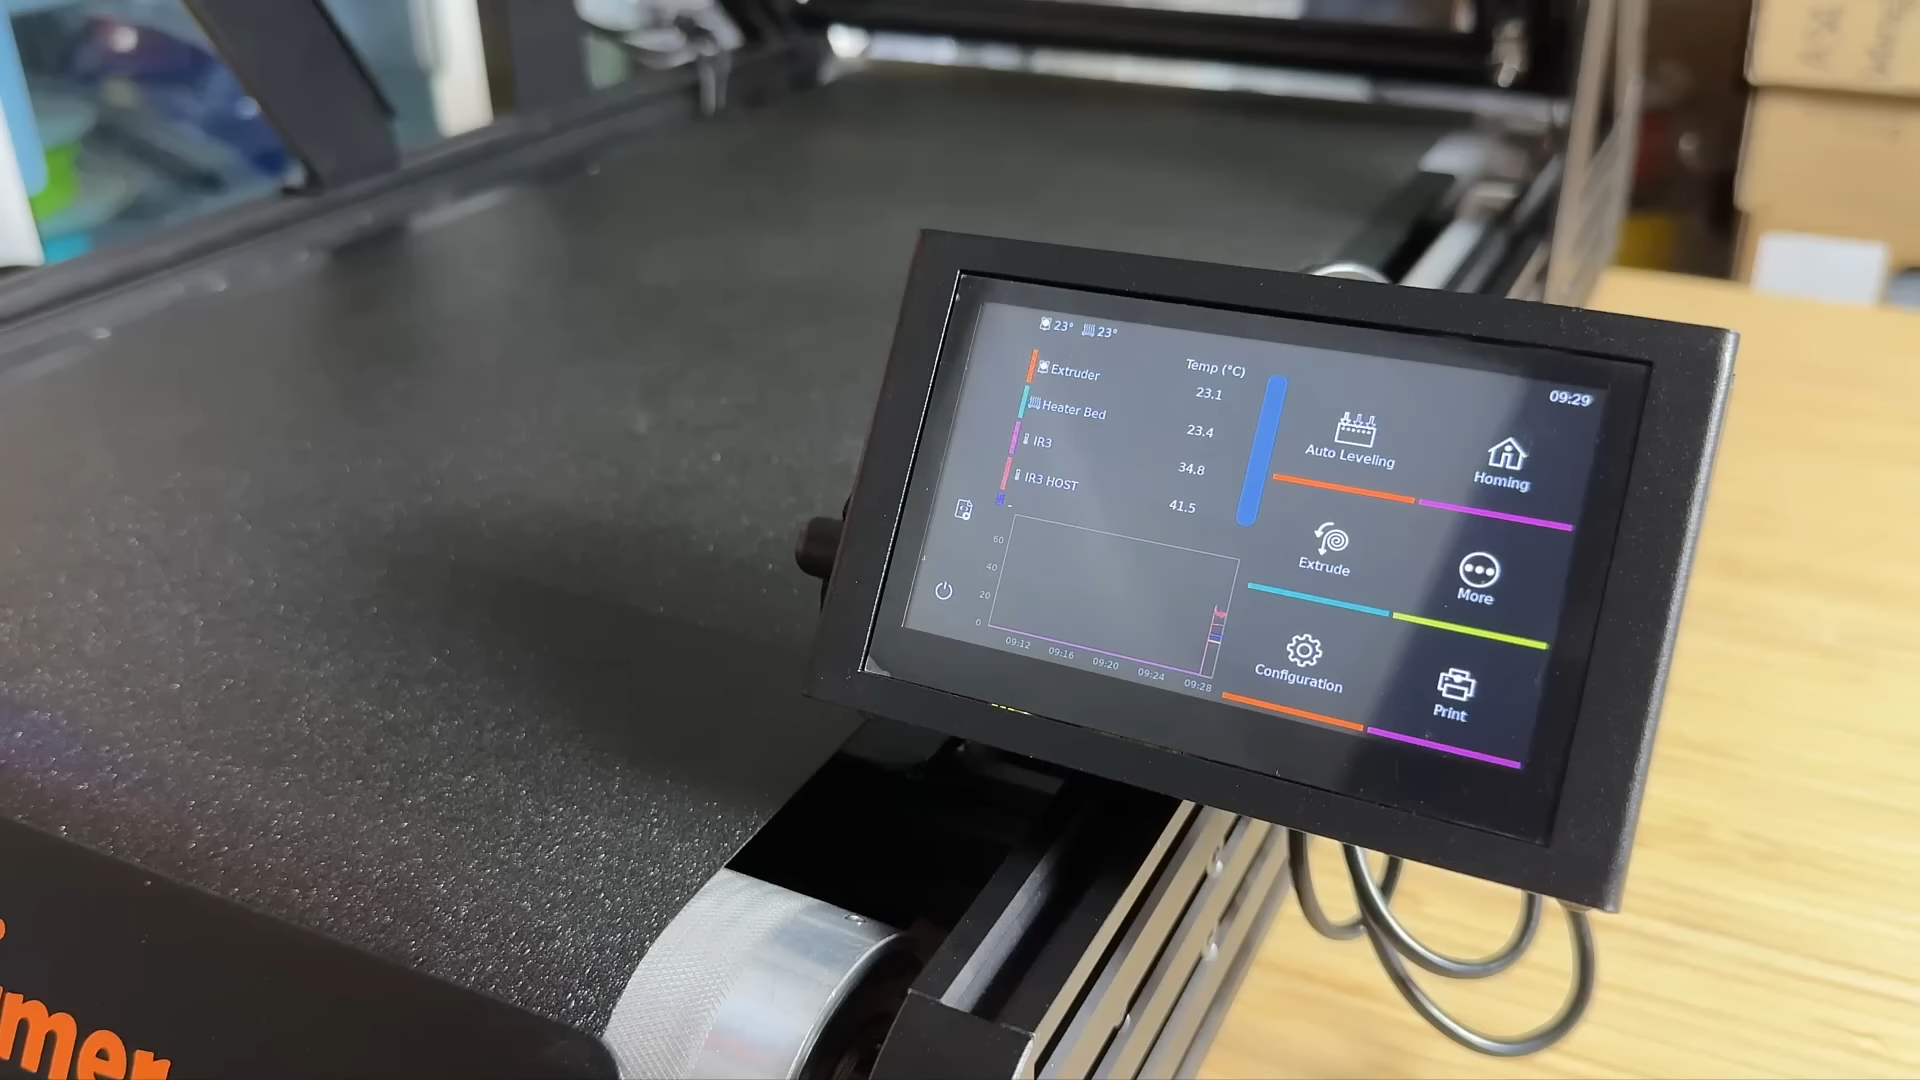 23° 23°
09:29
Temp (°C)
Extruder 23.1
Heater Bed 23.4
IR3 34.8
IR3 HOST 41.5
Auto Leveling
Homing
Extrude
More
Configuration
Print
60
40
20
0
09:12 09:16 09:20 09:24 09:28
mer
ASA